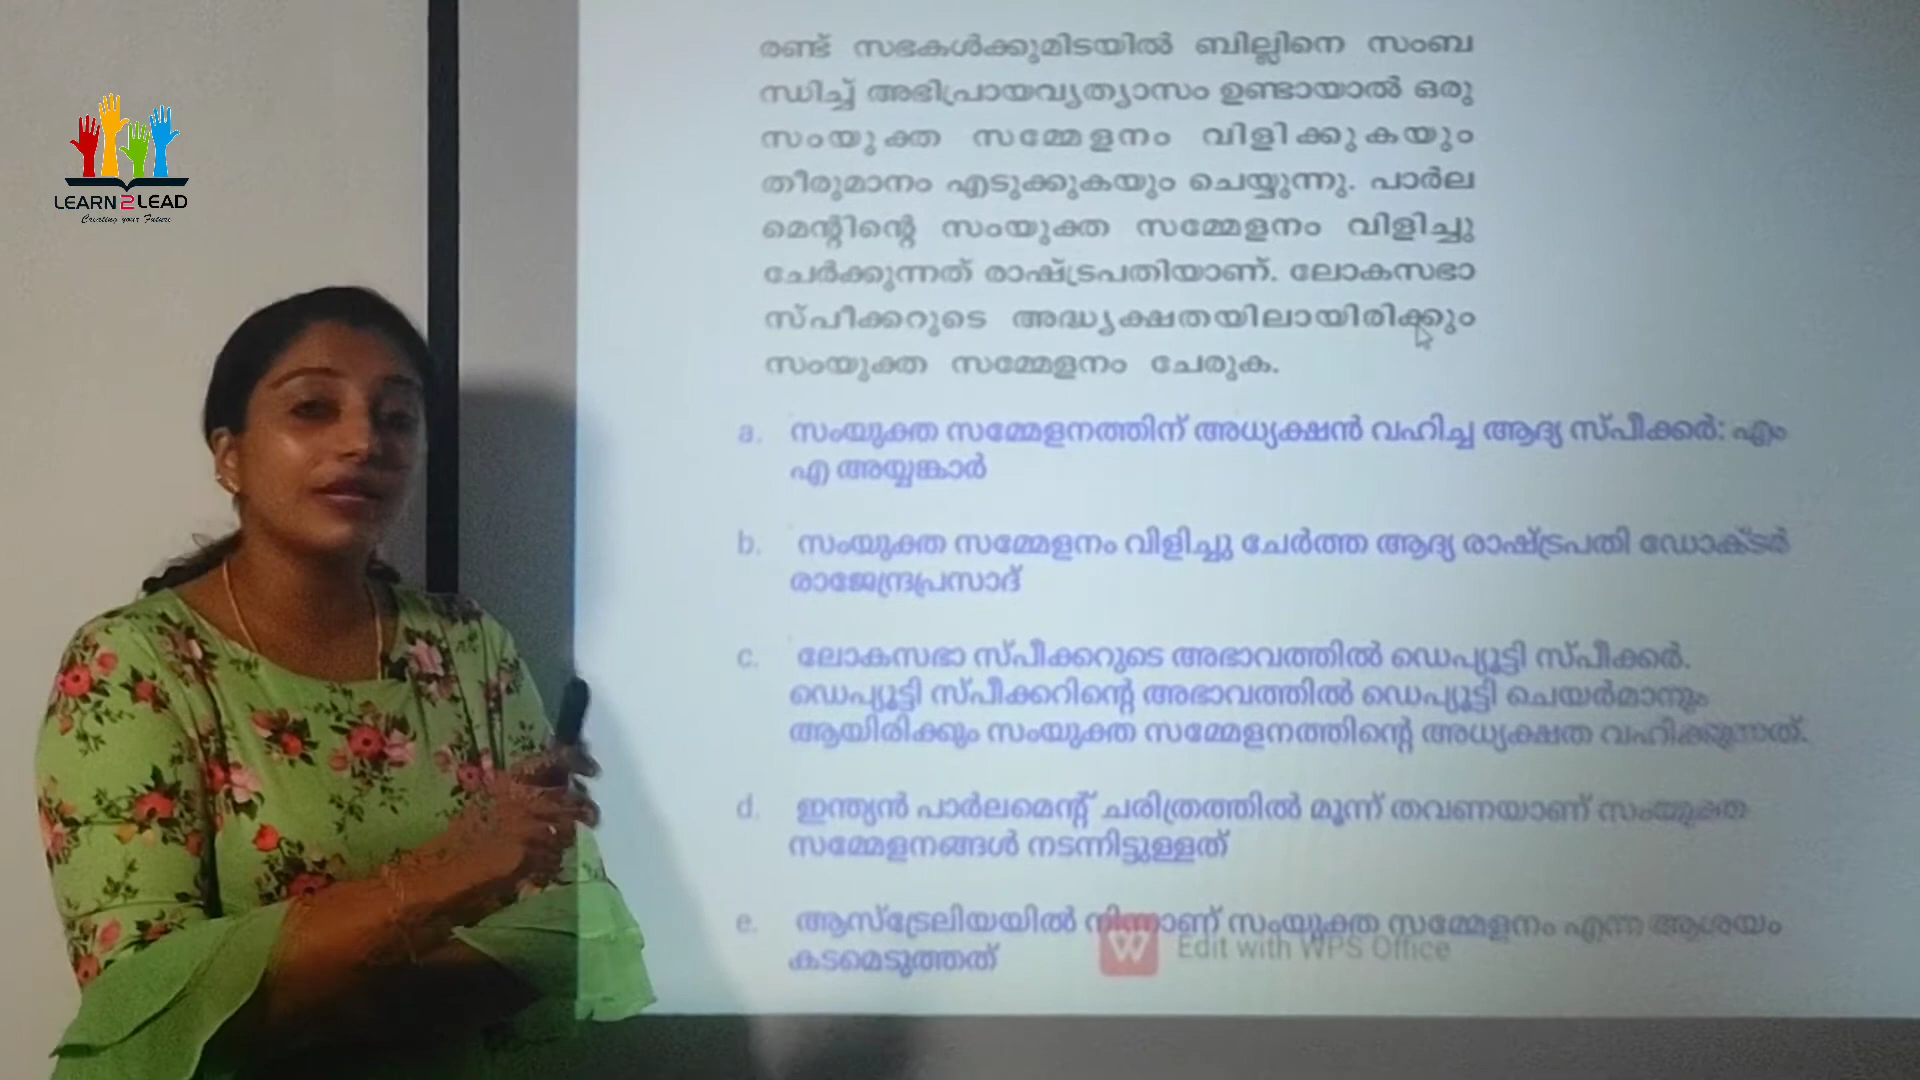 LEARN2LEAD
Creating your Future
രണ്ട് സഭകൾക്കുമിടയിൽ ബില്ലിനെ സംബ
ന്ധിച്ച് അഭിപ്രായവ്യത്യാസം ഉണ്ടായാൽ ഒരു
സംയുക്ത സമ്മേളനം വിളിക്കുകയും
തീരുമാനം എടുക്കുകയും ചെയ്യുന്നു. പാർല
മെന്റിന്റെ സംയുക്ത സമ്മേളനം വിളിച്ചു
ചേർക്കുന്നത് രാഷ്ട്രപതിയാണ്. ലോകസഭാ
സ്പീക്കറുടെ അദ്ധ്യക്ഷതയിലായിരിക്കും
സംയുക്ത സമ്മേളനം ചേരുക.
a. സംയുക്ത സമ്മേളനത്തിന് അധ്യക്ഷൻ വഹിച്ച ആദ്യ സ്പീക്കർ: എം
എ അയ്യങ്കാർ
b. സംയുക്ത സമ്മേളനം വിളിച്ചു ചേർത്ത ആദ്യ രാഷ്ട്രപതി ഡോക്ടർ
രാജേന്ദ്രപ്രസാദ്
c. ലോകസഭാ സ്പീക്കറുടെ അഭാവത്തിൽ ഡെപ്യൂട്ടി സ്പീക്കർ.
ഡെപ്യൂട്ടി സ്പീക്കറിന്റെ അഭാവത്തിൽ ഡെപ്യൂട്ടി ചെയർമാനും
ആയിരിക്കും സംയുക്ത സമ്മേളനത്തിന്റെ അധ്യക്ഷത വഹിക്കുന്നത്.
d. ഇന്ത്യൻ പാർലമെന്റ് ചരിത്രത്തിൽ മൂന്ന് തവണയാണ് സംയുക്ത
സമ്മേളനങ്ങൾ നടന്നിട്ടുള്ളത്
e. ആസ്ട്രേലിയയിൽ നിന്നാണ് സംയുക്ത സമ്മേളനം എന്ന ആശയം
കടമെടുത്തത്
W Edit with WPS Office